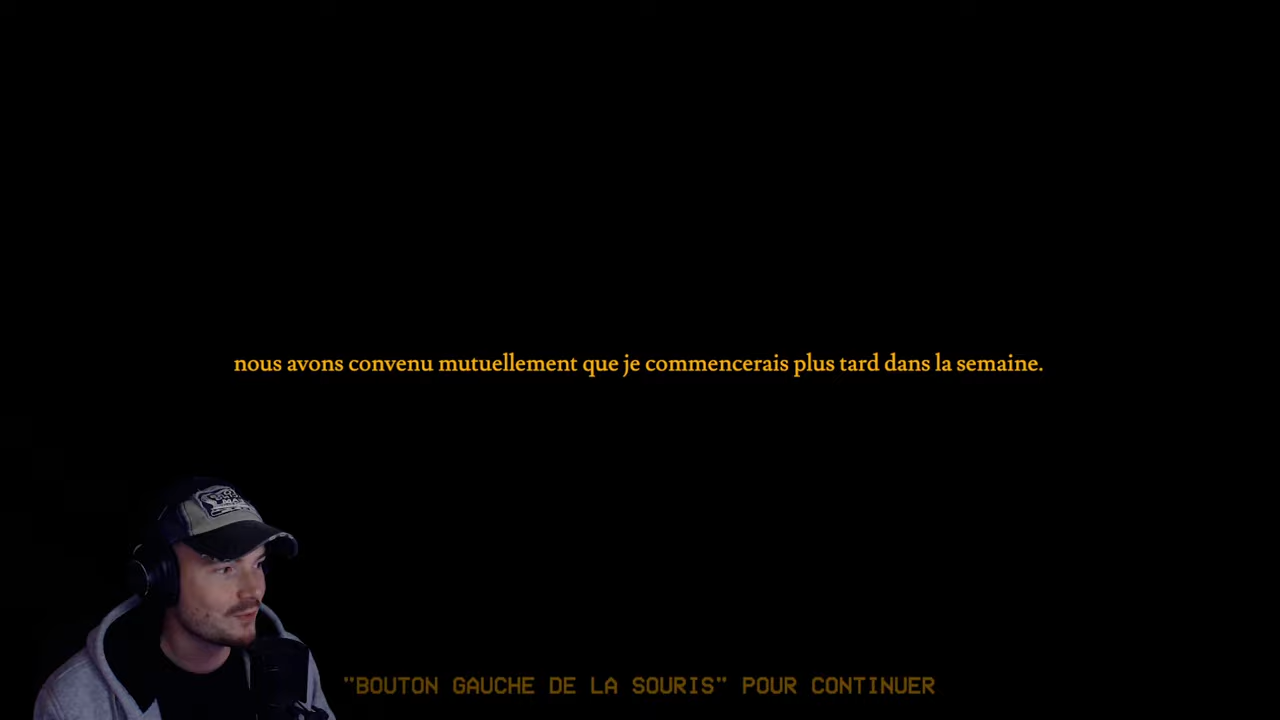 nous avons convenu mutuellement que je commencerais plus tard dans la semaine.
"BOUTON GAUCHE DE LA SOURIS" POUR CONTINUER